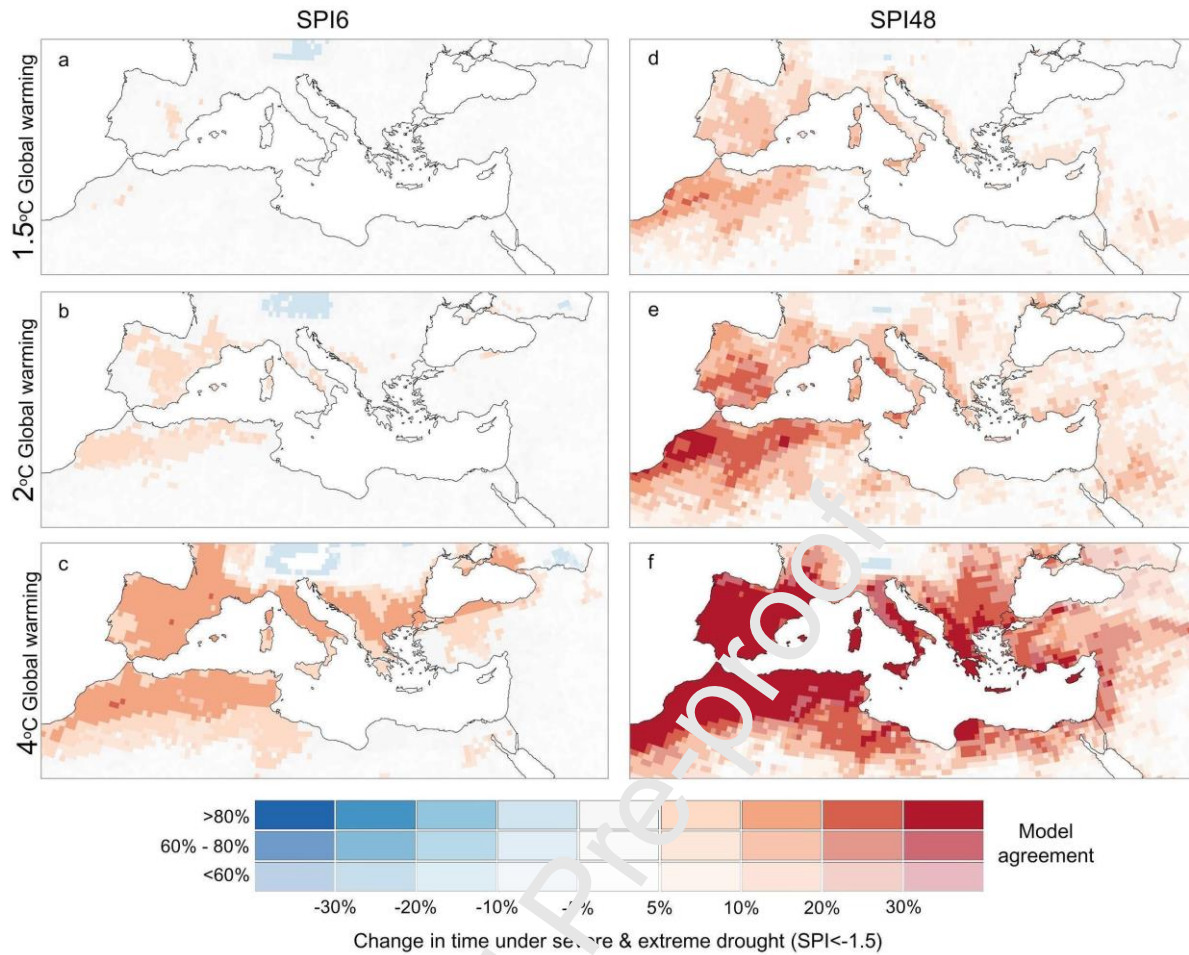 SPI6
SPI48
1.5°C Global warming
a
d
2°C Global warming
b
e
4°C Global warming
c
f
Pre-proof
>80%
60% - 80%
<60%
Model
agreement
-30% -20% -10% -5% 5% 10% 20% 30%
Change in time under severe & extreme drought (SPI<-1.5)